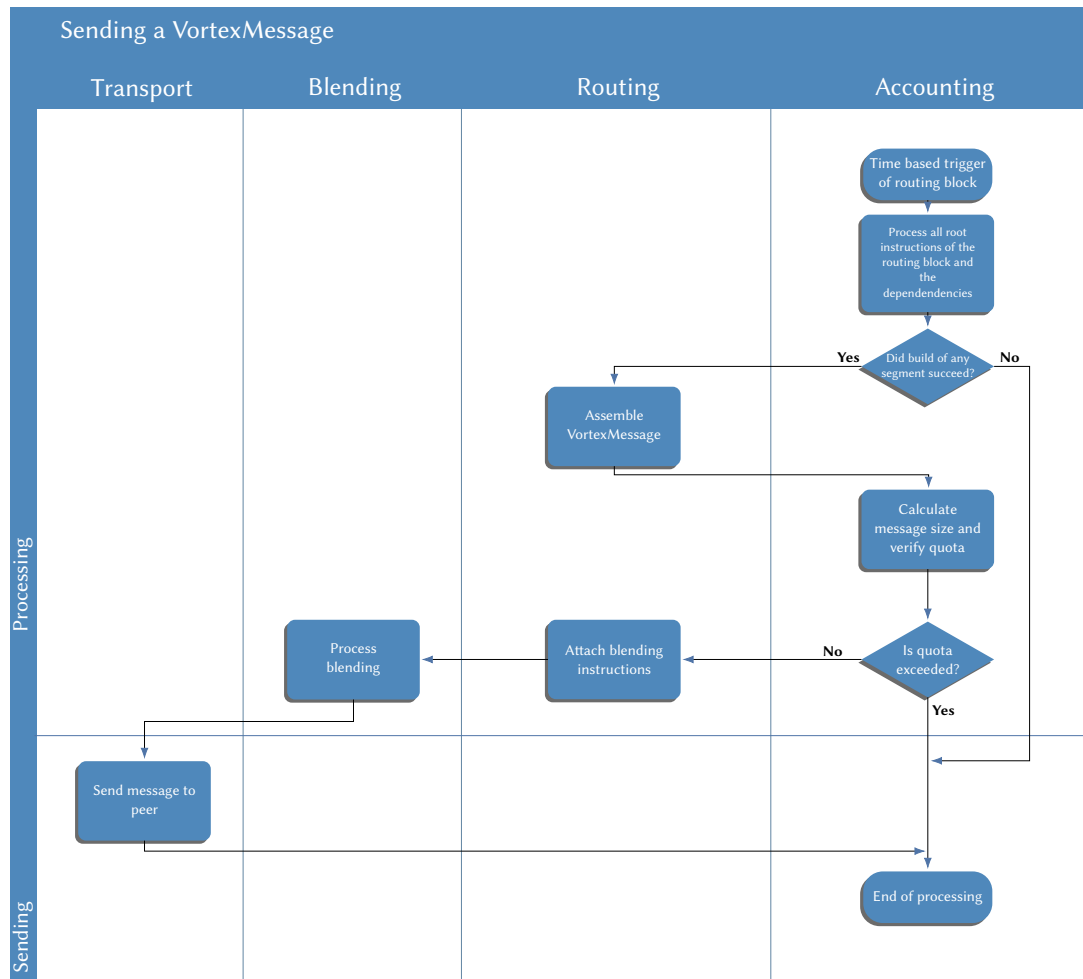 Sending a VortexMessage
Transport
Blending
Routing
Accounting
Processing
Sending
Time based trigger
of routing block
Process all root
instructions of the
routing block and
the
dependendencies
Did build of any
segment succeed?
Yes
No
Assemble
VortexMessage
Calculate
message size and
verify quota
Is quota
exceeded?
No
Yes
Attach blending
instructions
Process
blending
Send message to
peer
End of processing